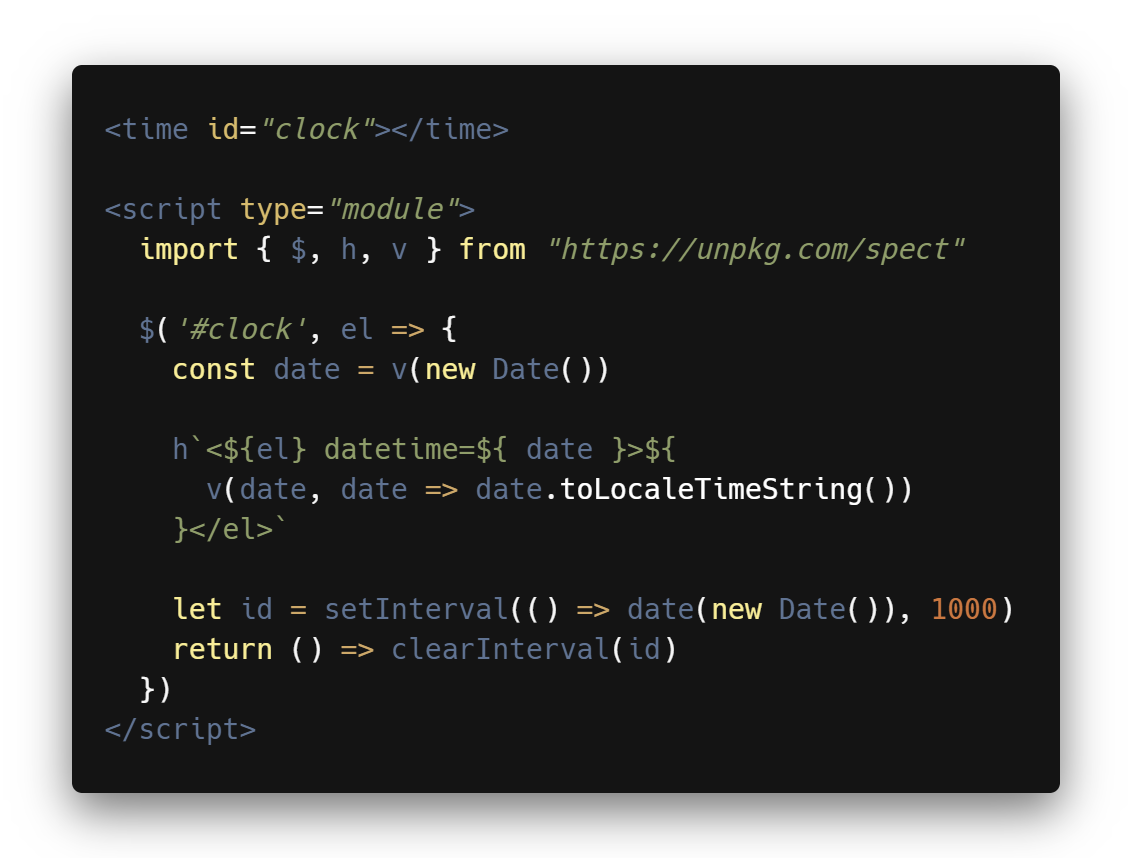 <time id="clock"></time>
<script type="module">
import { $, h, v } from "https://unpkg.com/spect"
$('#clock', el => {
const date = v(new Date())
h`<${el} datetime=${ date }>${
v(date, date => date.toLocaleTimeString())
}</el>`
let id = setInterval(() => date(new Date()), 1000)
return () => clearInterval(id)
})
</script>